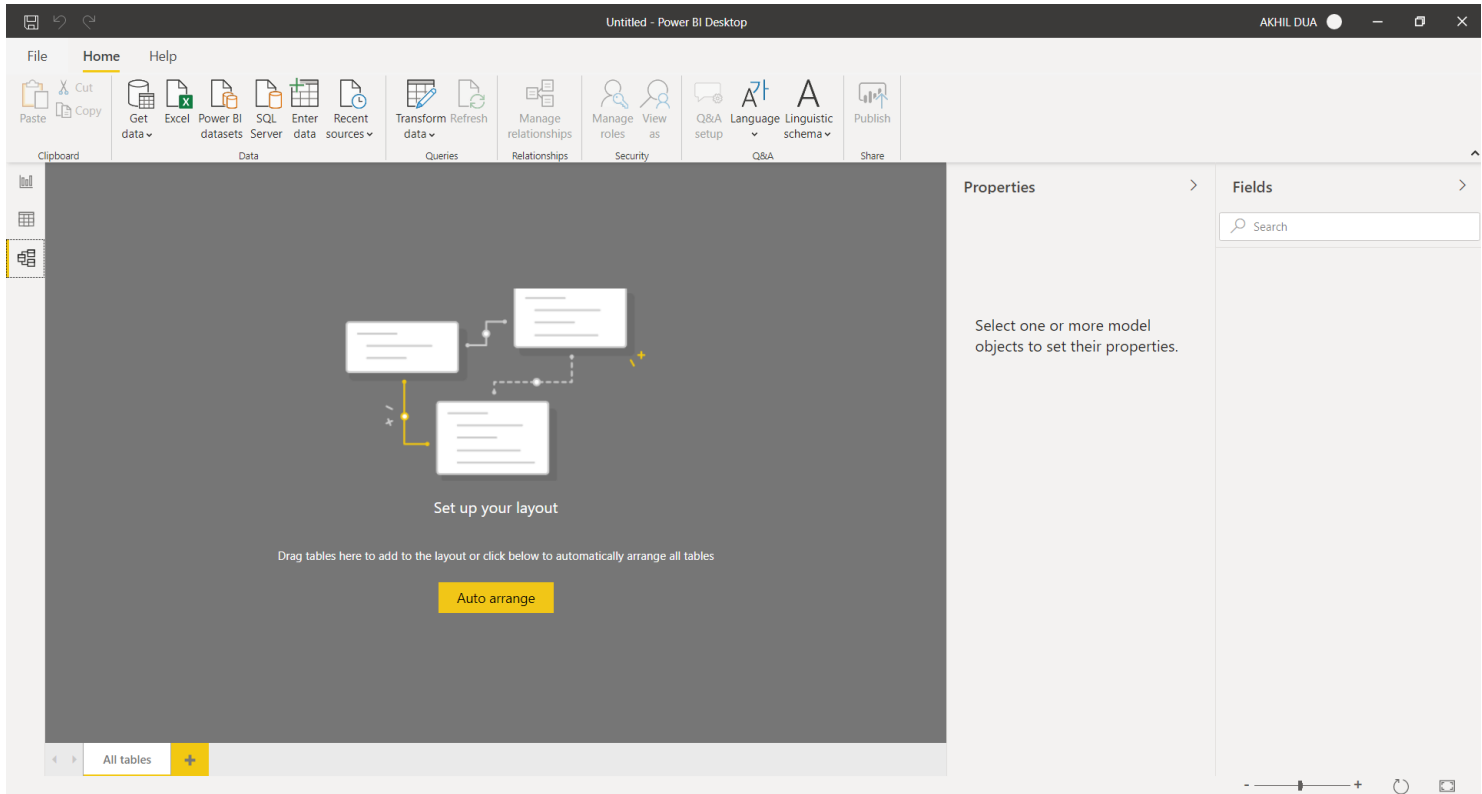 Untitled - Power BI Desktop
AKHIL DUA
File Home Help
Paste
Cut
Copy
Get data
Excel
Power BI datasets
SQL Server
Enter data
Recent sources
Transform data
Refresh
Manage relationships
Manage roles
View as
Q&A setup
Language
Linguistic schema
Publish
Clipboard
Data
Queries
Relationships
Security
Q&A
Share
Properties
Select one or more model
objects to set their properties.
Fields
Search
Set up your layout
Drag tables here to add to the layout or click below to automatically arrange all tables
Auto arrange
All tables